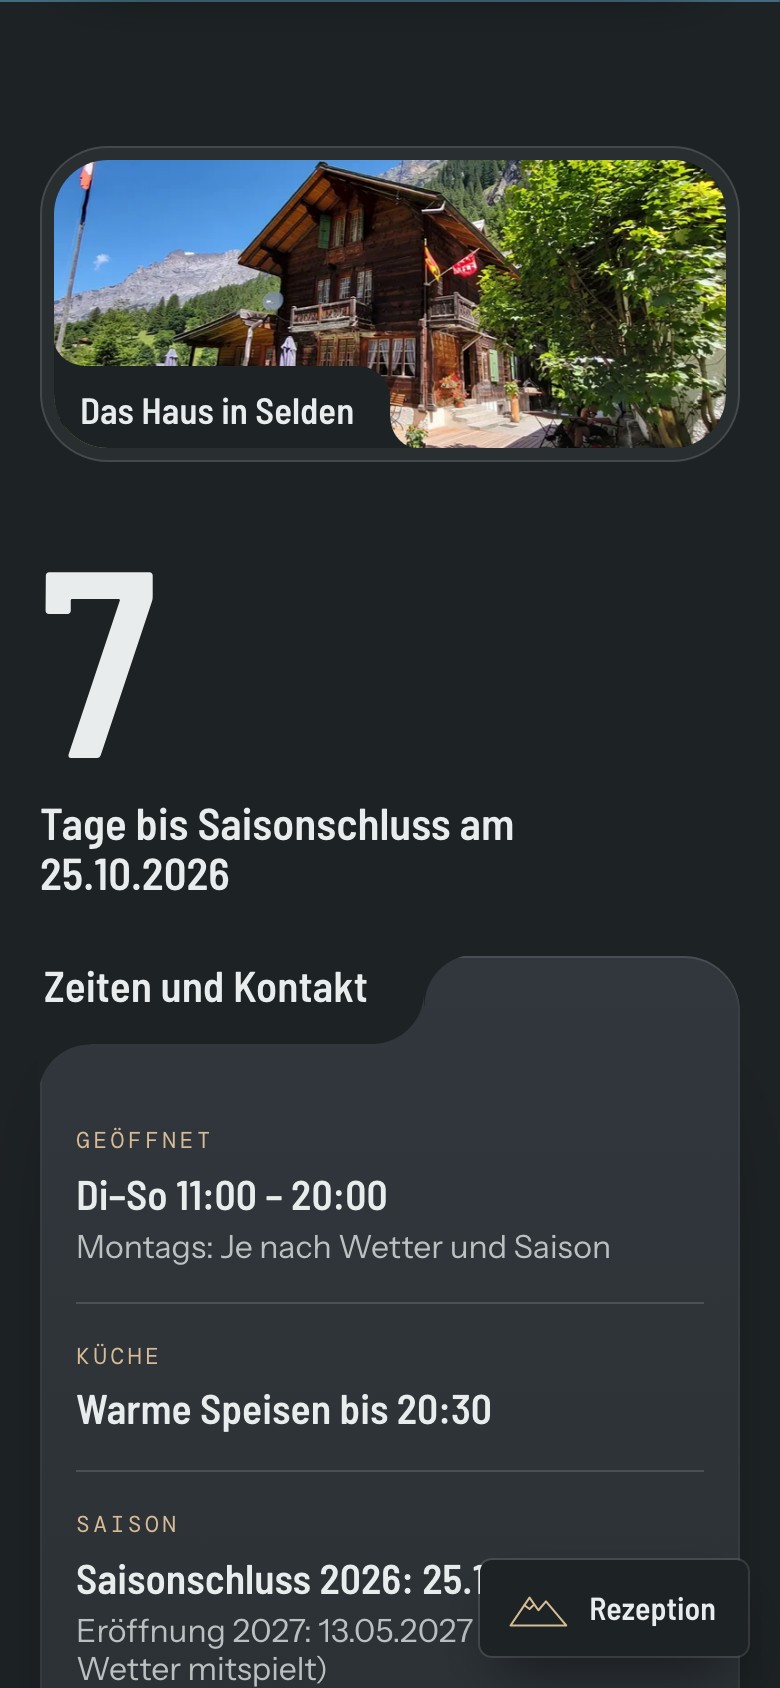 Das Haus in Selden
7
Tage bis Saisonschluss am
25.10.2026
Zeiten und Kontakt
GEÖFFNET
Di–So 11:00 – 20:00
Montags: Je nach Wetter und Saison
KÜCHE
Warme Speisen bis 20:30
SAISON
Saisonschluss 2026: 25.1
Rezeption
Eröffnung 2027: 13.05.2027
Wetter mitspielt)